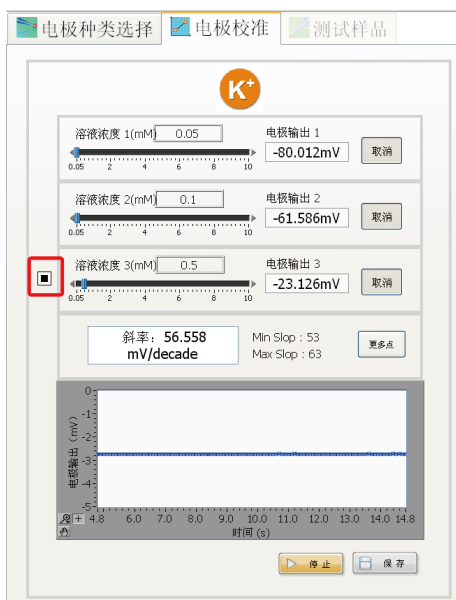 电极种类选择 电极校准 测试样品
K+
溶液浓度 1(mM) 0.05 电极输出 1
-80.012mV 取消
0.05 2 4 6 8 10
溶液浓度 2(mM) 0.1 电极输出 2
-61.586mV 取消
0.05 2 4 6 8 10
溶液浓度 3(mM) 0.5 电极输出 3
-23.126mV 取消
0.05 2 4 6 8 10
斜率：56.558 mV/decade
Min Slop : 53
Max Slop : 63
更多点
0
-1
-2
-3
-4
-5
电极输出 (mV)
4.8 6.0 7.0 8.0 9.0 10.0 11.0 12.0 13.0 14.0 14.8
时间 (s)
停止 保存